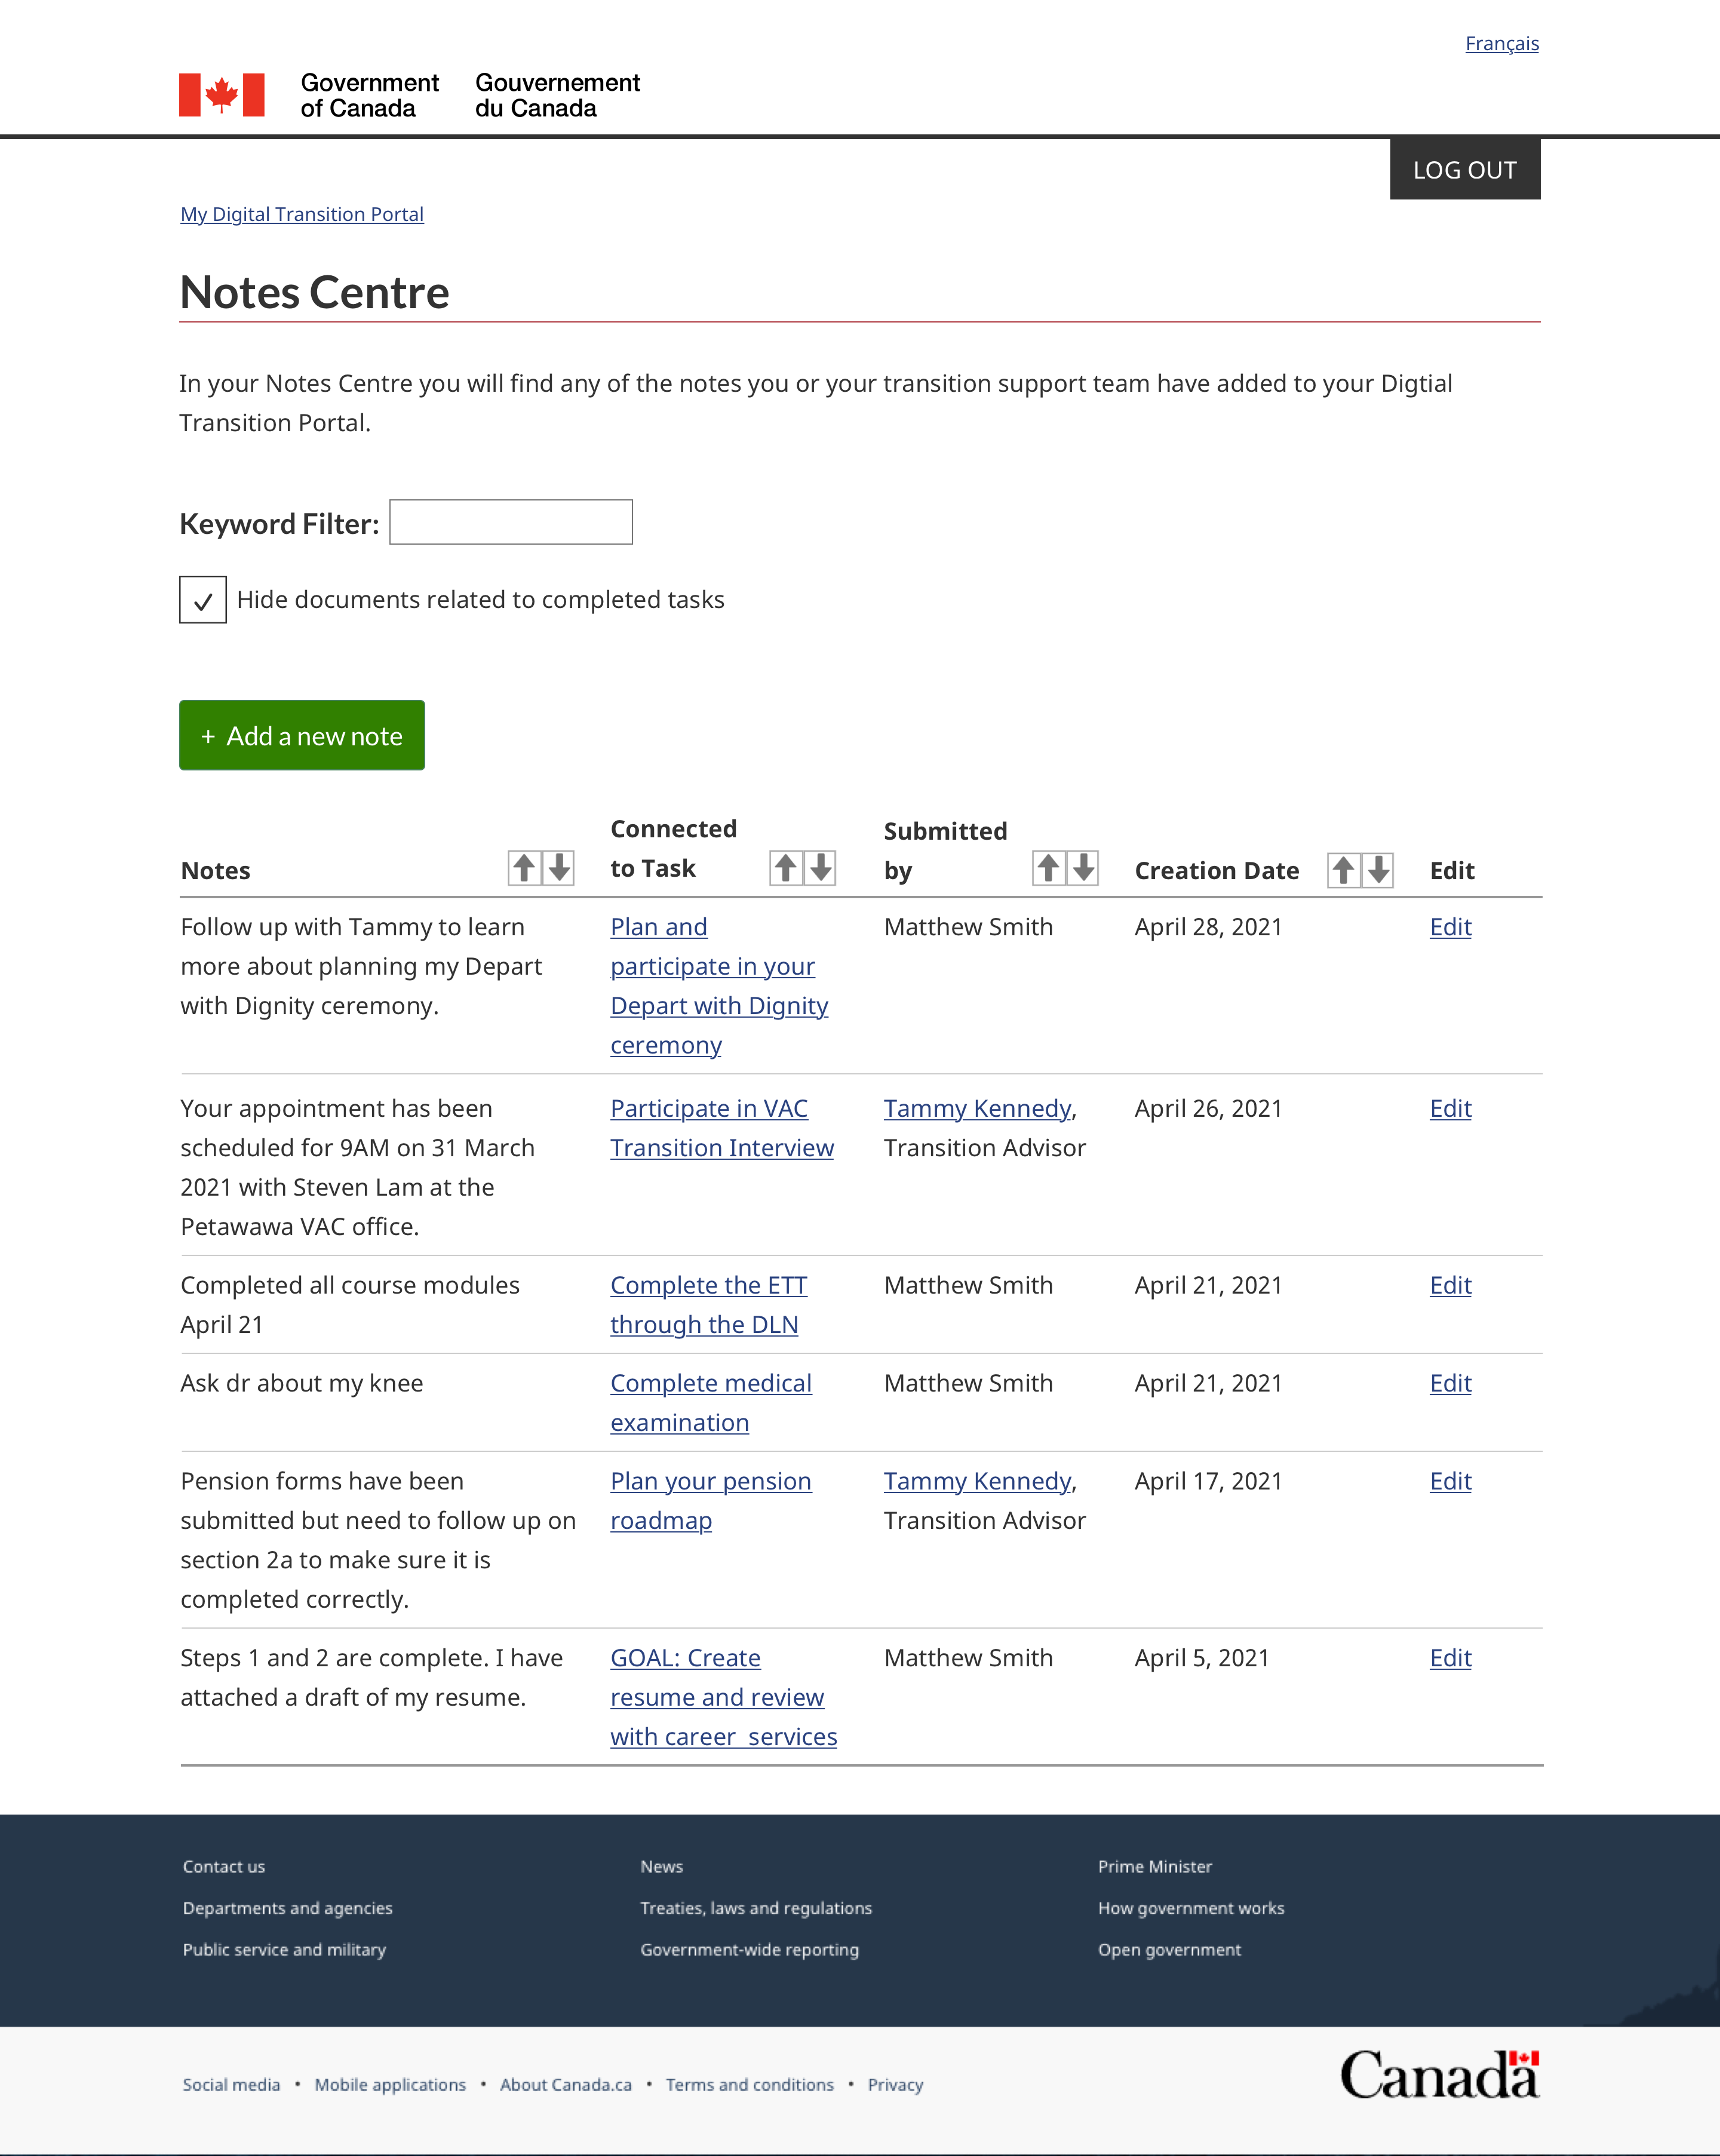 Français
Government
of Canada
Gouvernement
du Canada
LOG OUT
My Digital Transition Portal
Notes Centre
In your Notes Centre you will find any of the notes you or your transition support team have added to your Digtial
Transition Portal.
Keyword Filter:
Hide documents related to completed tasks
+ Add a new note
Notes
Connected
to Task
Submitted
by
Creation Date
Edit
Follow up with Tammy to learn
more about planning my Depart
with Dignity ceremony.
Plan and
participate in your
Depart with Dignity
ceremony
Matthew Smith
April 28, 2021
Edit
Your appointment has been
scheduled for 9AM on 31 March
2021 with Steven Lam at the
Petawawa VAC office.
Participate in VAC
Transition Interview
Tammy Kennedy,
Transition Advisor
April 26, 2021
Edit
Completed all course modules
April 21
Complete the ETT
through the DLN
Matthew Smith
April 21, 2021
Edit
Ask dr about my knee
Complete medical
examination
Matthew Smith
April 21, 2021
Edit
Pension forms have been
submitted but need to follow up on
section 2a to make sure it is
completed correctly.
Plan your pension
roadmap
Tammy Kennedy,
Transition Advisor
April 17, 2021
Edit
Steps 1 and 2 are complete. I have
attached a draft of my resume.
GOAL: Create
resume and review
with career  services
Matthew Smith
April 5, 2021
Edit
Contact us
Departments and agencies
Public service and military
News
Treaties, laws and regulations
Government-wide reporting
Prime Minister
How government works
Open government
Social media • Mobile applications • About Canada.ca • Terms and conditions • Privacy
Canada